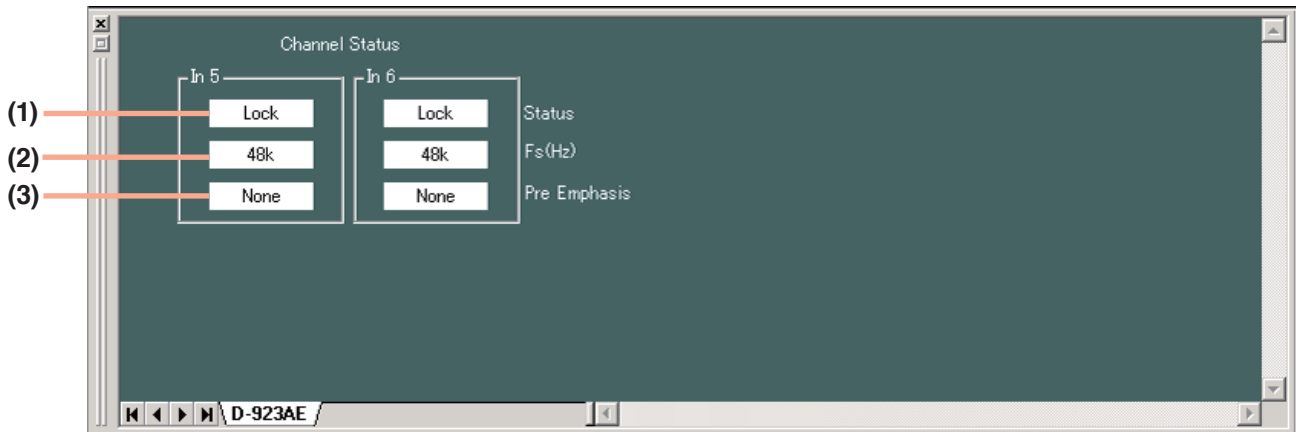 Channel Status
In 5 In 6
(1) Lock Lock Status
(2) 48k 48k Fs(Hz)
(3) None None Pre Emphasis
D-923AE